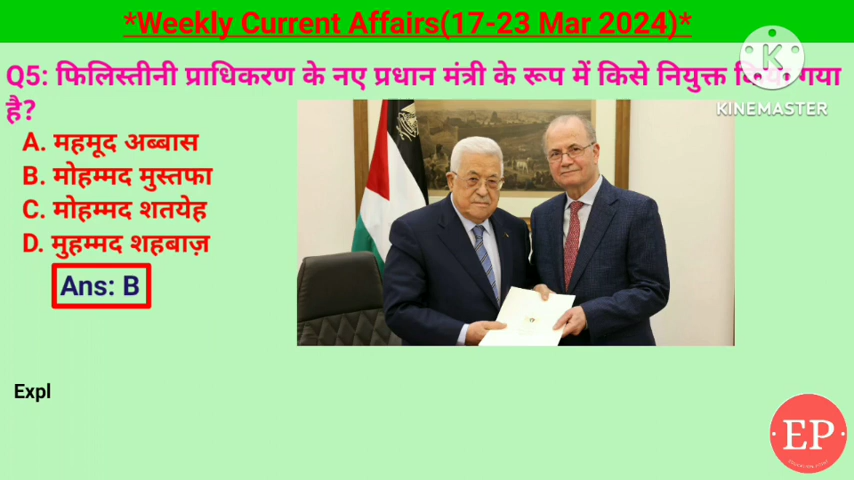 *Weekly Current Affairs(17-23 Mar 2024)*
Q5: फिलिस्तीनी प्राधिकरण के नए प्रधान मंत्री के रूप में किसे नियुक्त किया गया
है?
A. महमूद अब्बास
B. मोहम्मद मुस्तफा
C. मोहम्मद शतयेह
D. मुहम्मद शहबाज़
Ans: B
Expl
K
KINEMASTER
EP